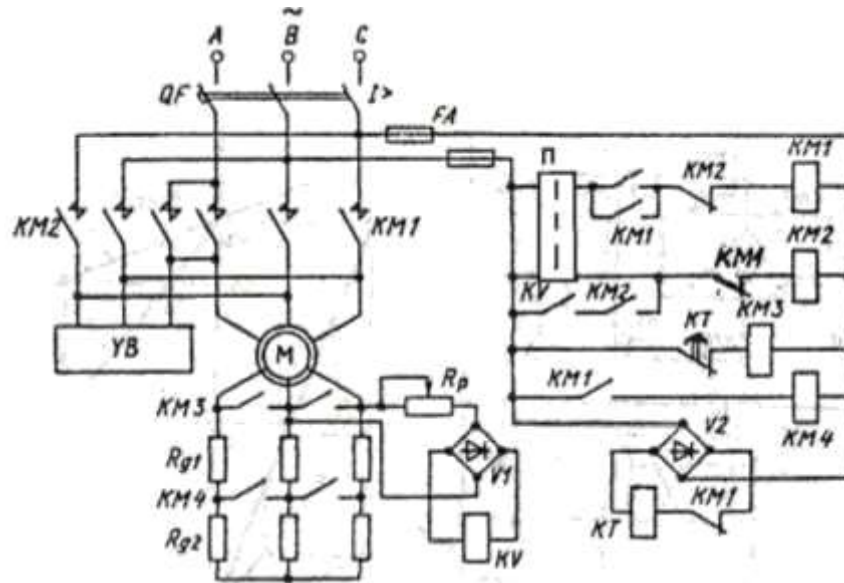 ~
A B C
QF I> FA
П KM2 KM1
KM2 KM1 KM1 KM1 KM2
KV KM2 KM3
YB M KT
KM3 Rp KM1
V2 KM4
Rg1 V1
KM4 KM1
Rg2 KV KT